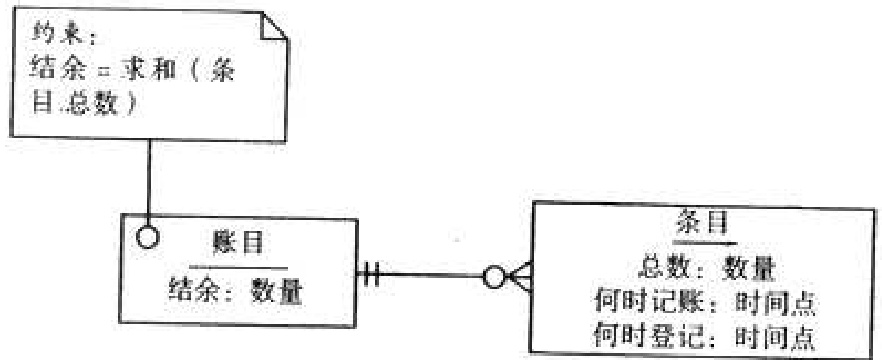 约束：
结余=求和（条
目.总数）
账目
结余：数量
条目
总数：数量
何时记账：时间点
何时登记：时间点